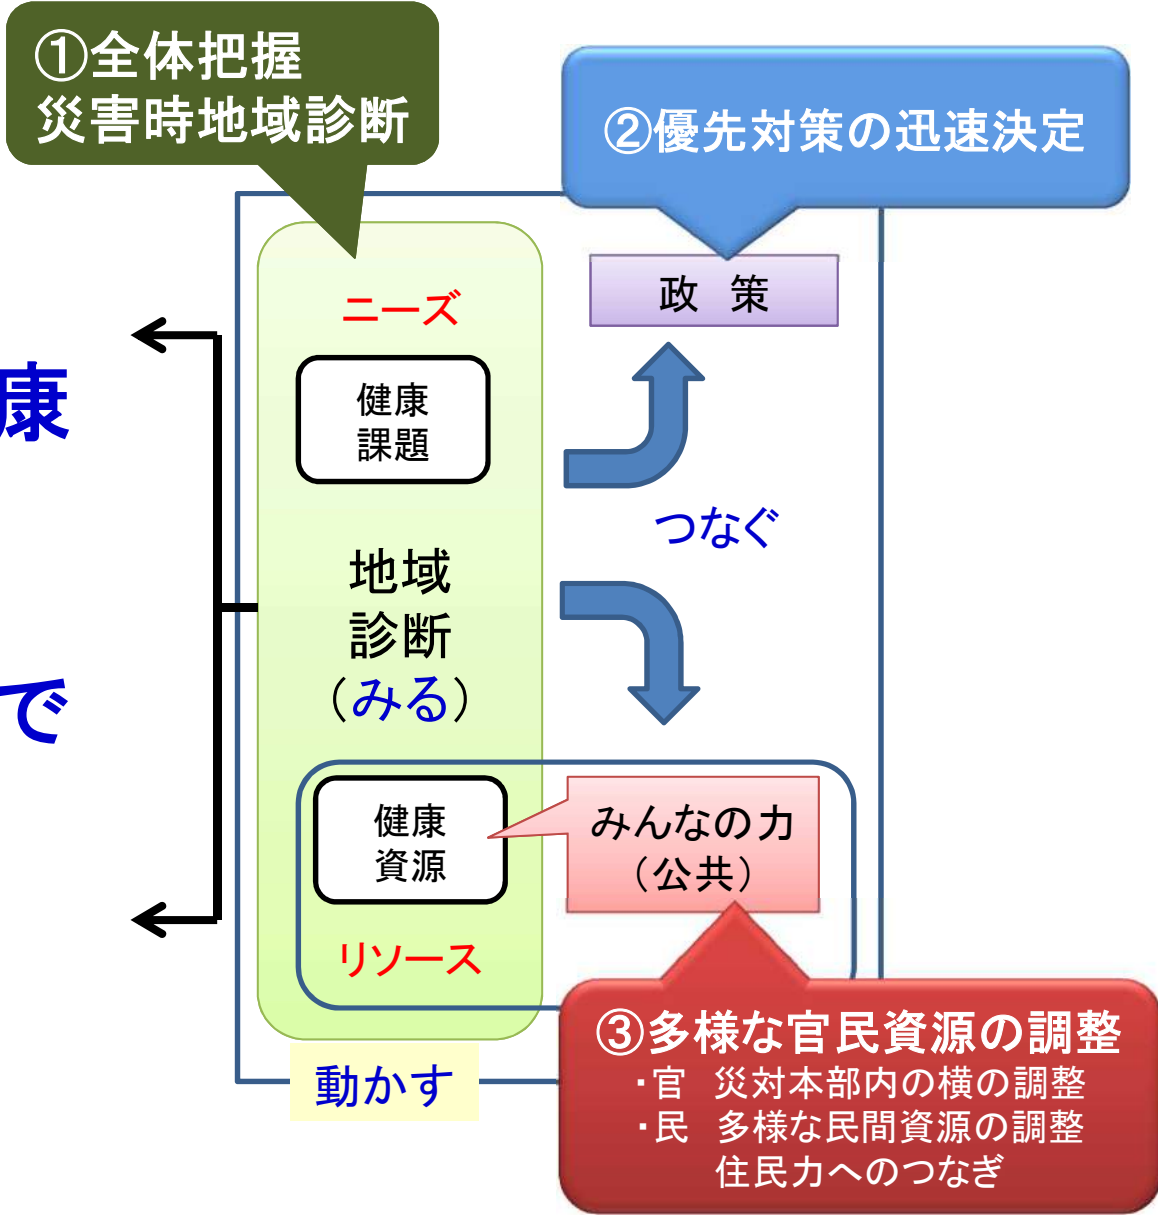 ①全体把握
災害時地域診断
②優先対策の迅速決定
ニーズ
政　策
健康
課題
康
つなぐ
地域
診断
（みる）
で
健康
資源
みんなの力
（公共）
リソース
動かす
③多様な官民資源の調整
・官　災対本部内の横の調整
・民　多様な民間資源の調整
住民力へのつなぎ